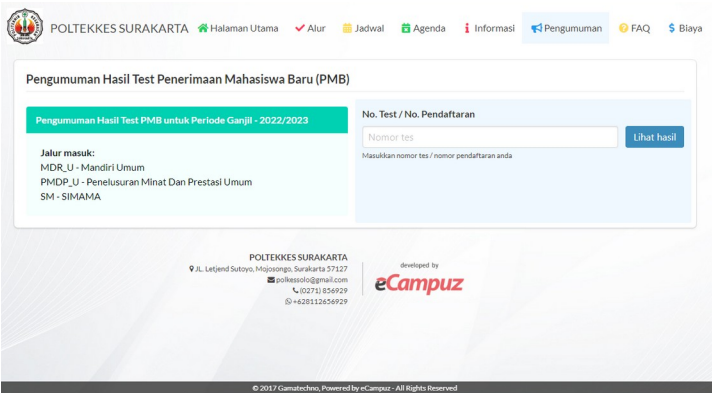 POLTEKKES SURAKARTA Halaman Utama Alur Jadwal Agenda Informasi Pengumuman FAQ Biaya
Pengumuman Hasil Test Penerimaan Mahasiswa Baru (PMB)
Pengumuman Hasil Test PMB untuk Periode Ganjil - 2022/2023
Jalur masuk:
MDR_U - Mandiri Umum
PMDP_U - Penelusuran Minat Dan Prestasi Umum
SM - SIMAMA
No. Test / No. Pendaftaran
Nomor tes Lihat hasil
Masukkan nomor tes / nomor pendaftaran anda
POLTEKKES SURAKARTA
JL. Letjend Sutoyo, Mojosongo, Surakarta 57127
polkessolo@gmail.com
(0271) 856929
+628112656929
developed by
eCampuz
© 2017 Gamatechno, Powered by eCampuz - All Rights Reserved